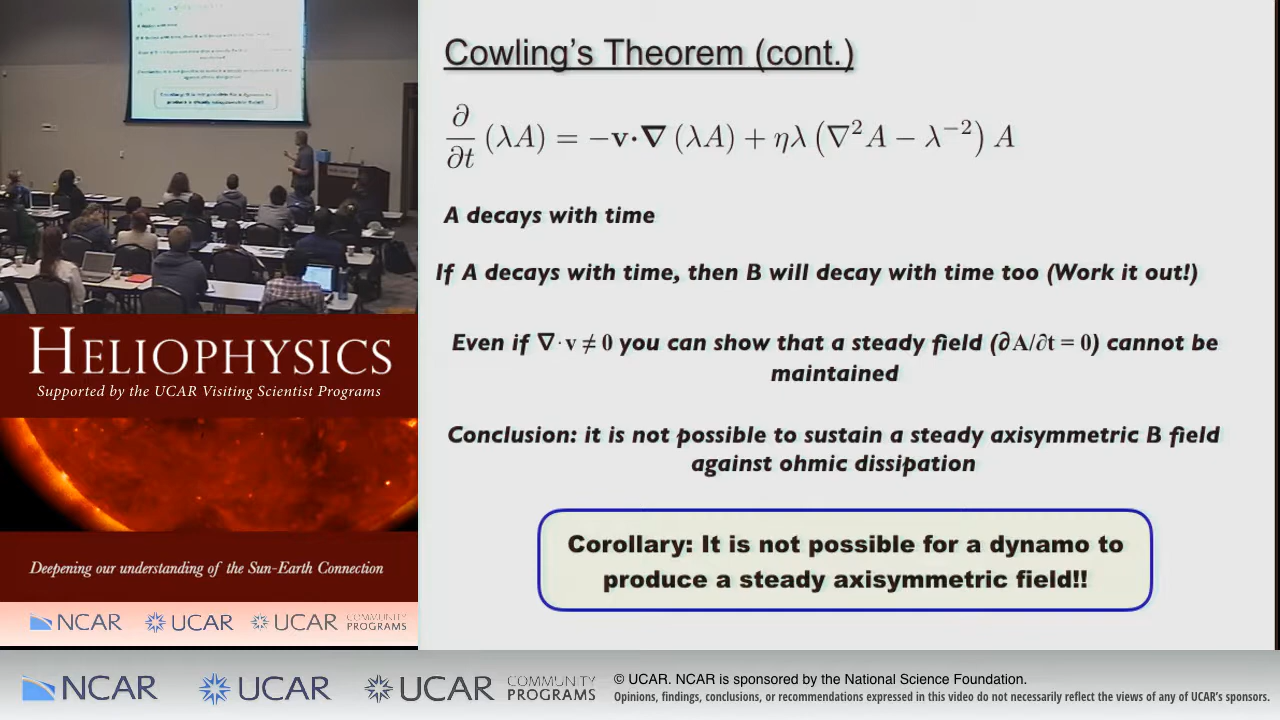 Cowling's Theorem (cont.)
∂/∂t (λA) = −v·∇ (λA) + ηλ (∇²A − λ⁻²) A
A decays with time
If A decays with time, then B will decay with time too (Work it out!)
Even if ∇·v ≠ 0 you can show that a steady field (∂A/∂t = 0) cannot be
maintained
Conclusion: it is not possible to sustain a steady axisymmetric B field
against ohmic dissipation
Corollary: It is not possible for a dynamo to
produce a steady axisymmetric field!!
HELIOPHYSICS
Supported by the UCAR Visiting Scientist Programs
Deepening our understanding of the Sun-Earth Connection
NCAR UCAR UCAR COMMUNITY
PROGRAMS
NCAR UCAR UCAR COMMUNITY
PROGRAMS
© UCAR. NCAR is sponsored by the National Science Foundation.
Opinions, findings, conclusions, or recommendations expressed in this video do not necessarily reflect the views of any of UCAR's sponsors.